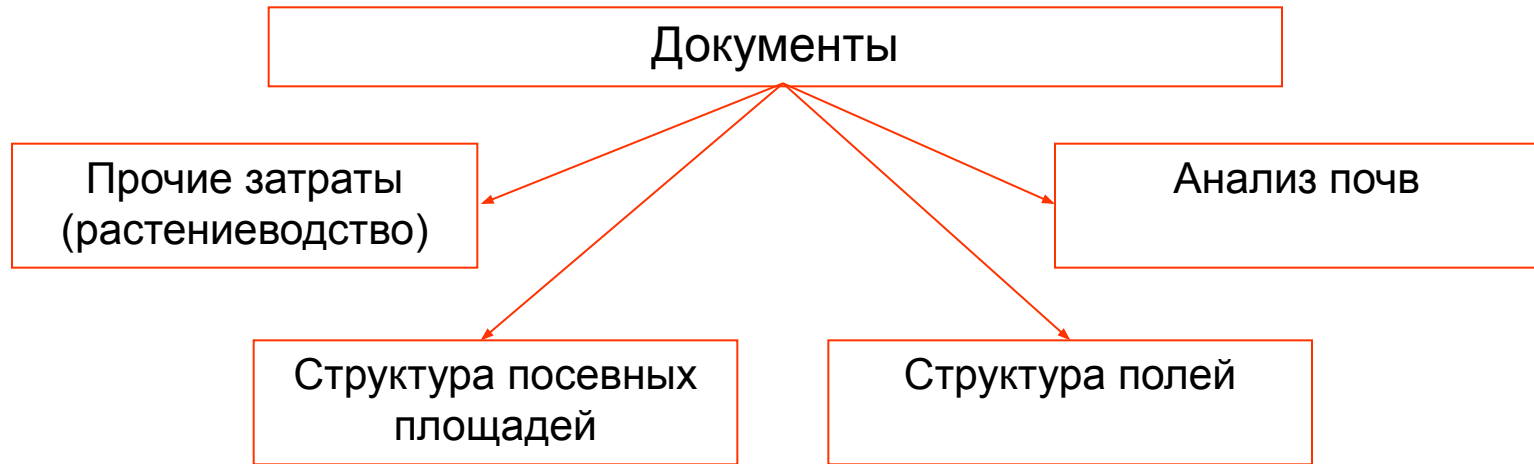 Документы
Прочие затраты
(растениеводство)
Анализ почв
Структура посевных
площадей
Структура полей